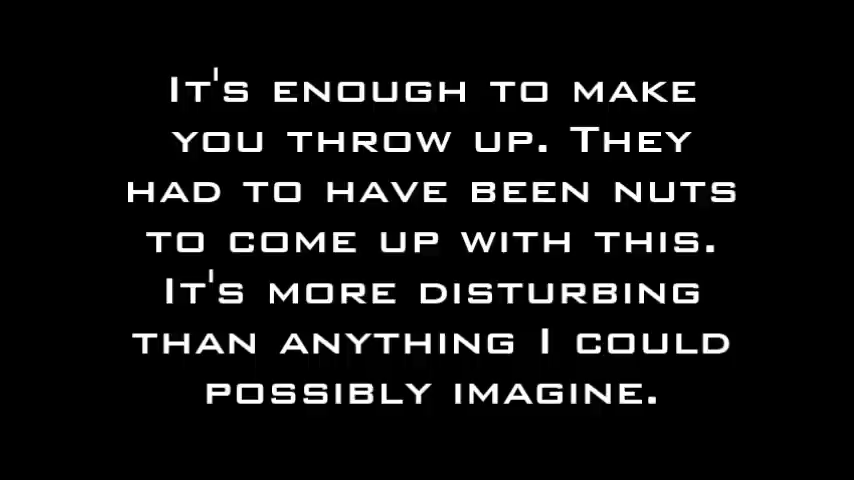 It's enough to make
you throw up. They
had to have been nuts
to come up with this.
It's more disturbing
than anything I could
possibly imagine.